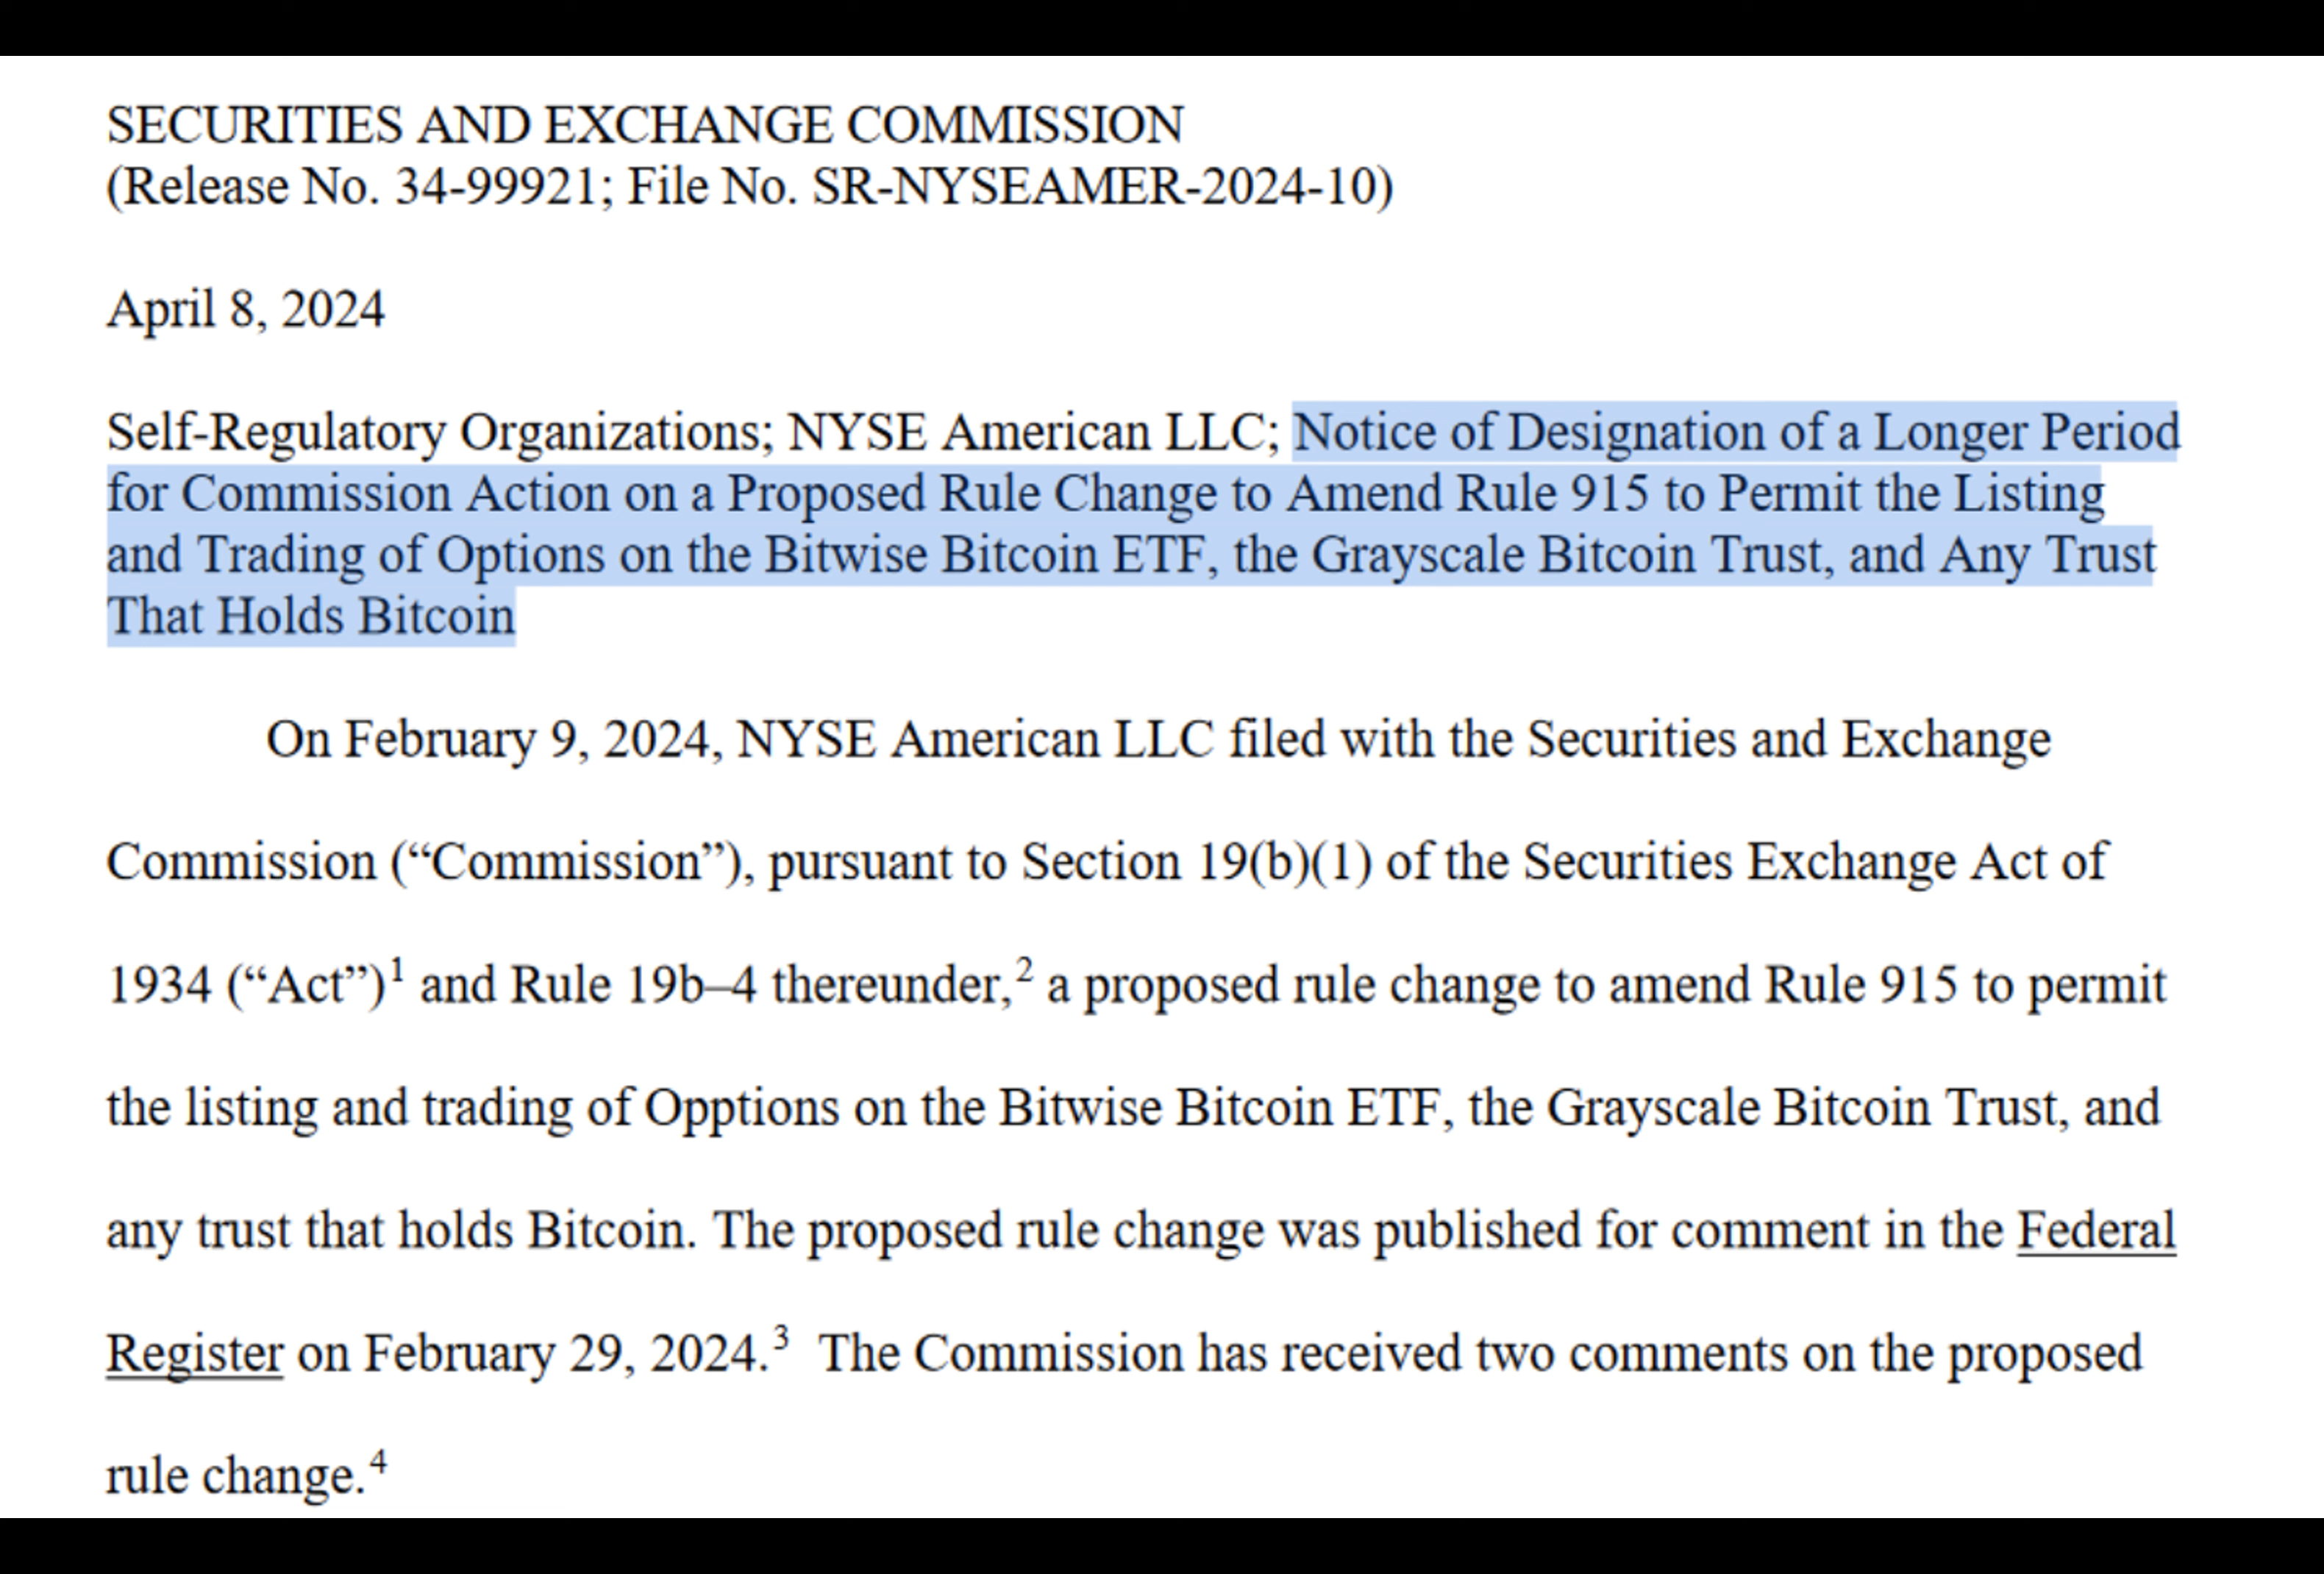 SECURITIES AND EXCHANGE COMMISSION
(Release No. 34-99921; File No. SR-NYSEAMER-2024-10)
April 8, 2024
Self-Regulatory Organizations; NYSE American LLC; Notice of Designation of a Longer Period
for Commission Action on a Proposed Rule Change to Amend Rule 915 to Permit the Listing
and Trading of Options on the Bitwise Bitcoin ETF, the Grayscale Bitcoin Trust, and Any Trust
That Holds Bitcoin
On February 9, 2024, NYSE American LLC filed with the Securities and Exchange
Commission (“Commission”), pursuant to Section 19(b)(1) of the Securities Exchange Act of
1934 (“Act”)¹ and Rule 19b–4 thereunder,² a proposed rule change to amend Rule 915 to permit
the listing and trading of Opptions on the Bitwise Bitcoin ETF, the Grayscale Bitcoin Trust, and
any trust that holds Bitcoin. The proposed rule change was published for comment in the Federal
Register on February 29, 2024.³ The Commission has received two comments on the proposed
rule change.⁴